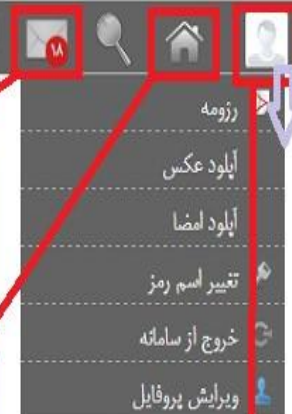 ۱۸
رزومه
آپلود عکس
آپلود امضا
تغییر اسم رمز
خروج از سامانه
ویرایش پروفایل